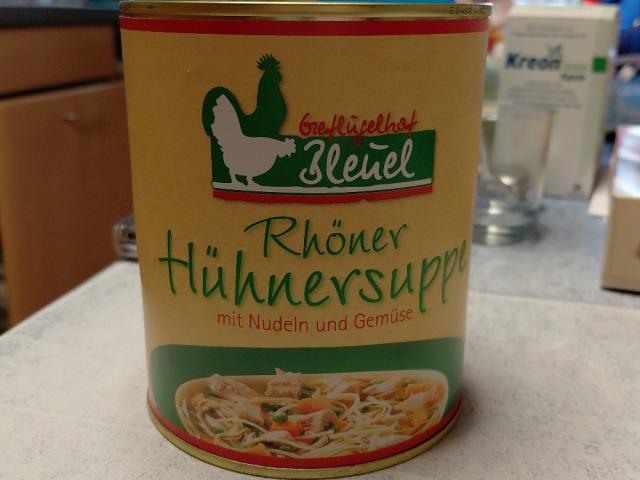 Geflügelhof
Bleuel
Rhöner
Hühnersuppe
mit Nudeln und Gemüse
Kreon